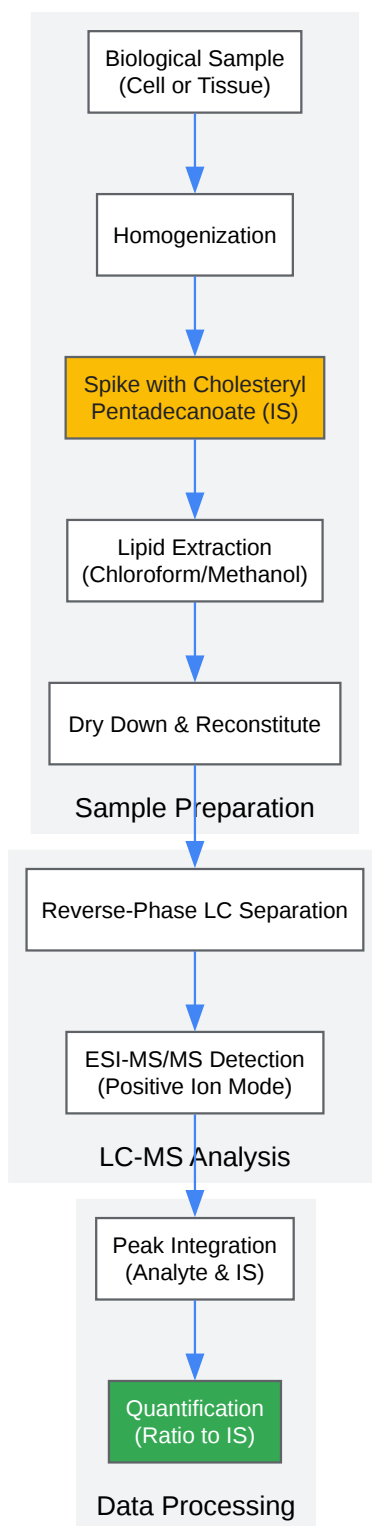 Biological Sample
(Cell or Tissue)
Homogenization
Spike with Cholesteryl
Pentadecanoate (IS)
Lipid Extraction
(Chloroform/Methanol)
Dry Down & Reconstitute
Sample Preparation
Reverse-Phase LC Separation
ESI-MS/MS Detection
(Positive Ion Mode)
LC-MS Analysis
Peak Integration
(Analyte & IS)
Quantification
(Ratio to IS)
Data Processing